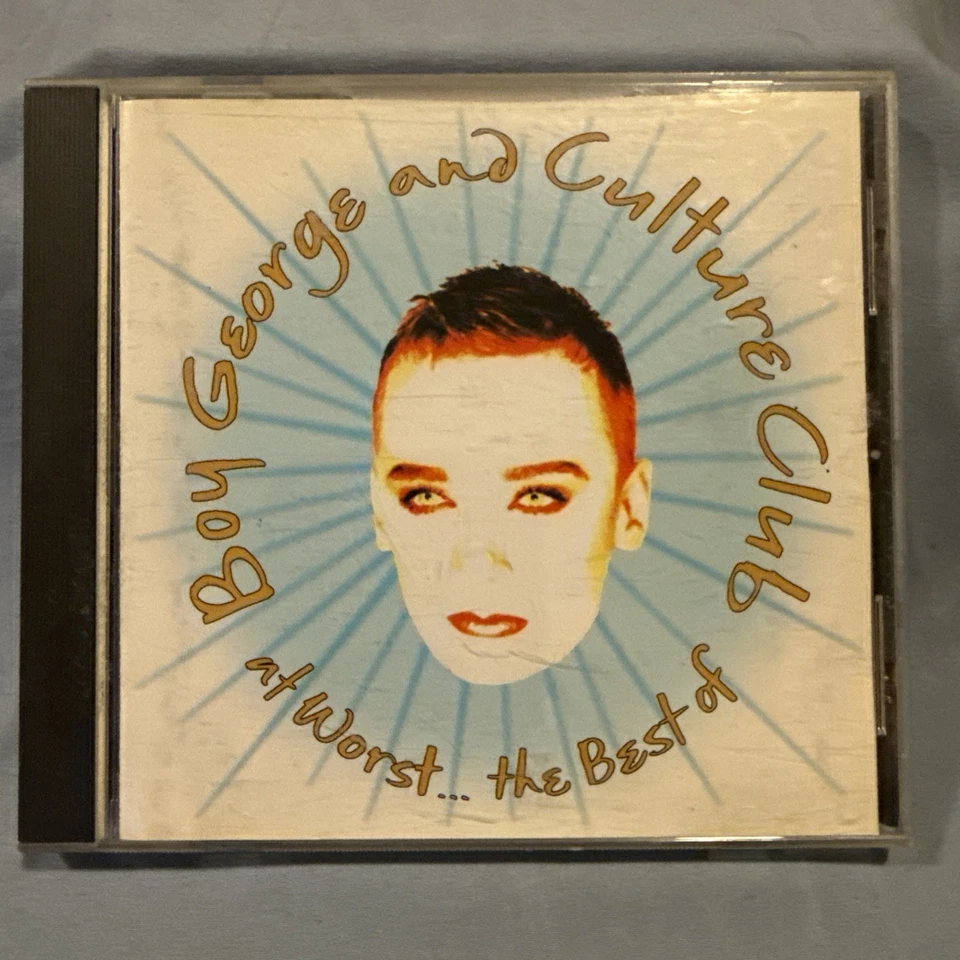 at Worst... the Best of
Boy George and Culture Club